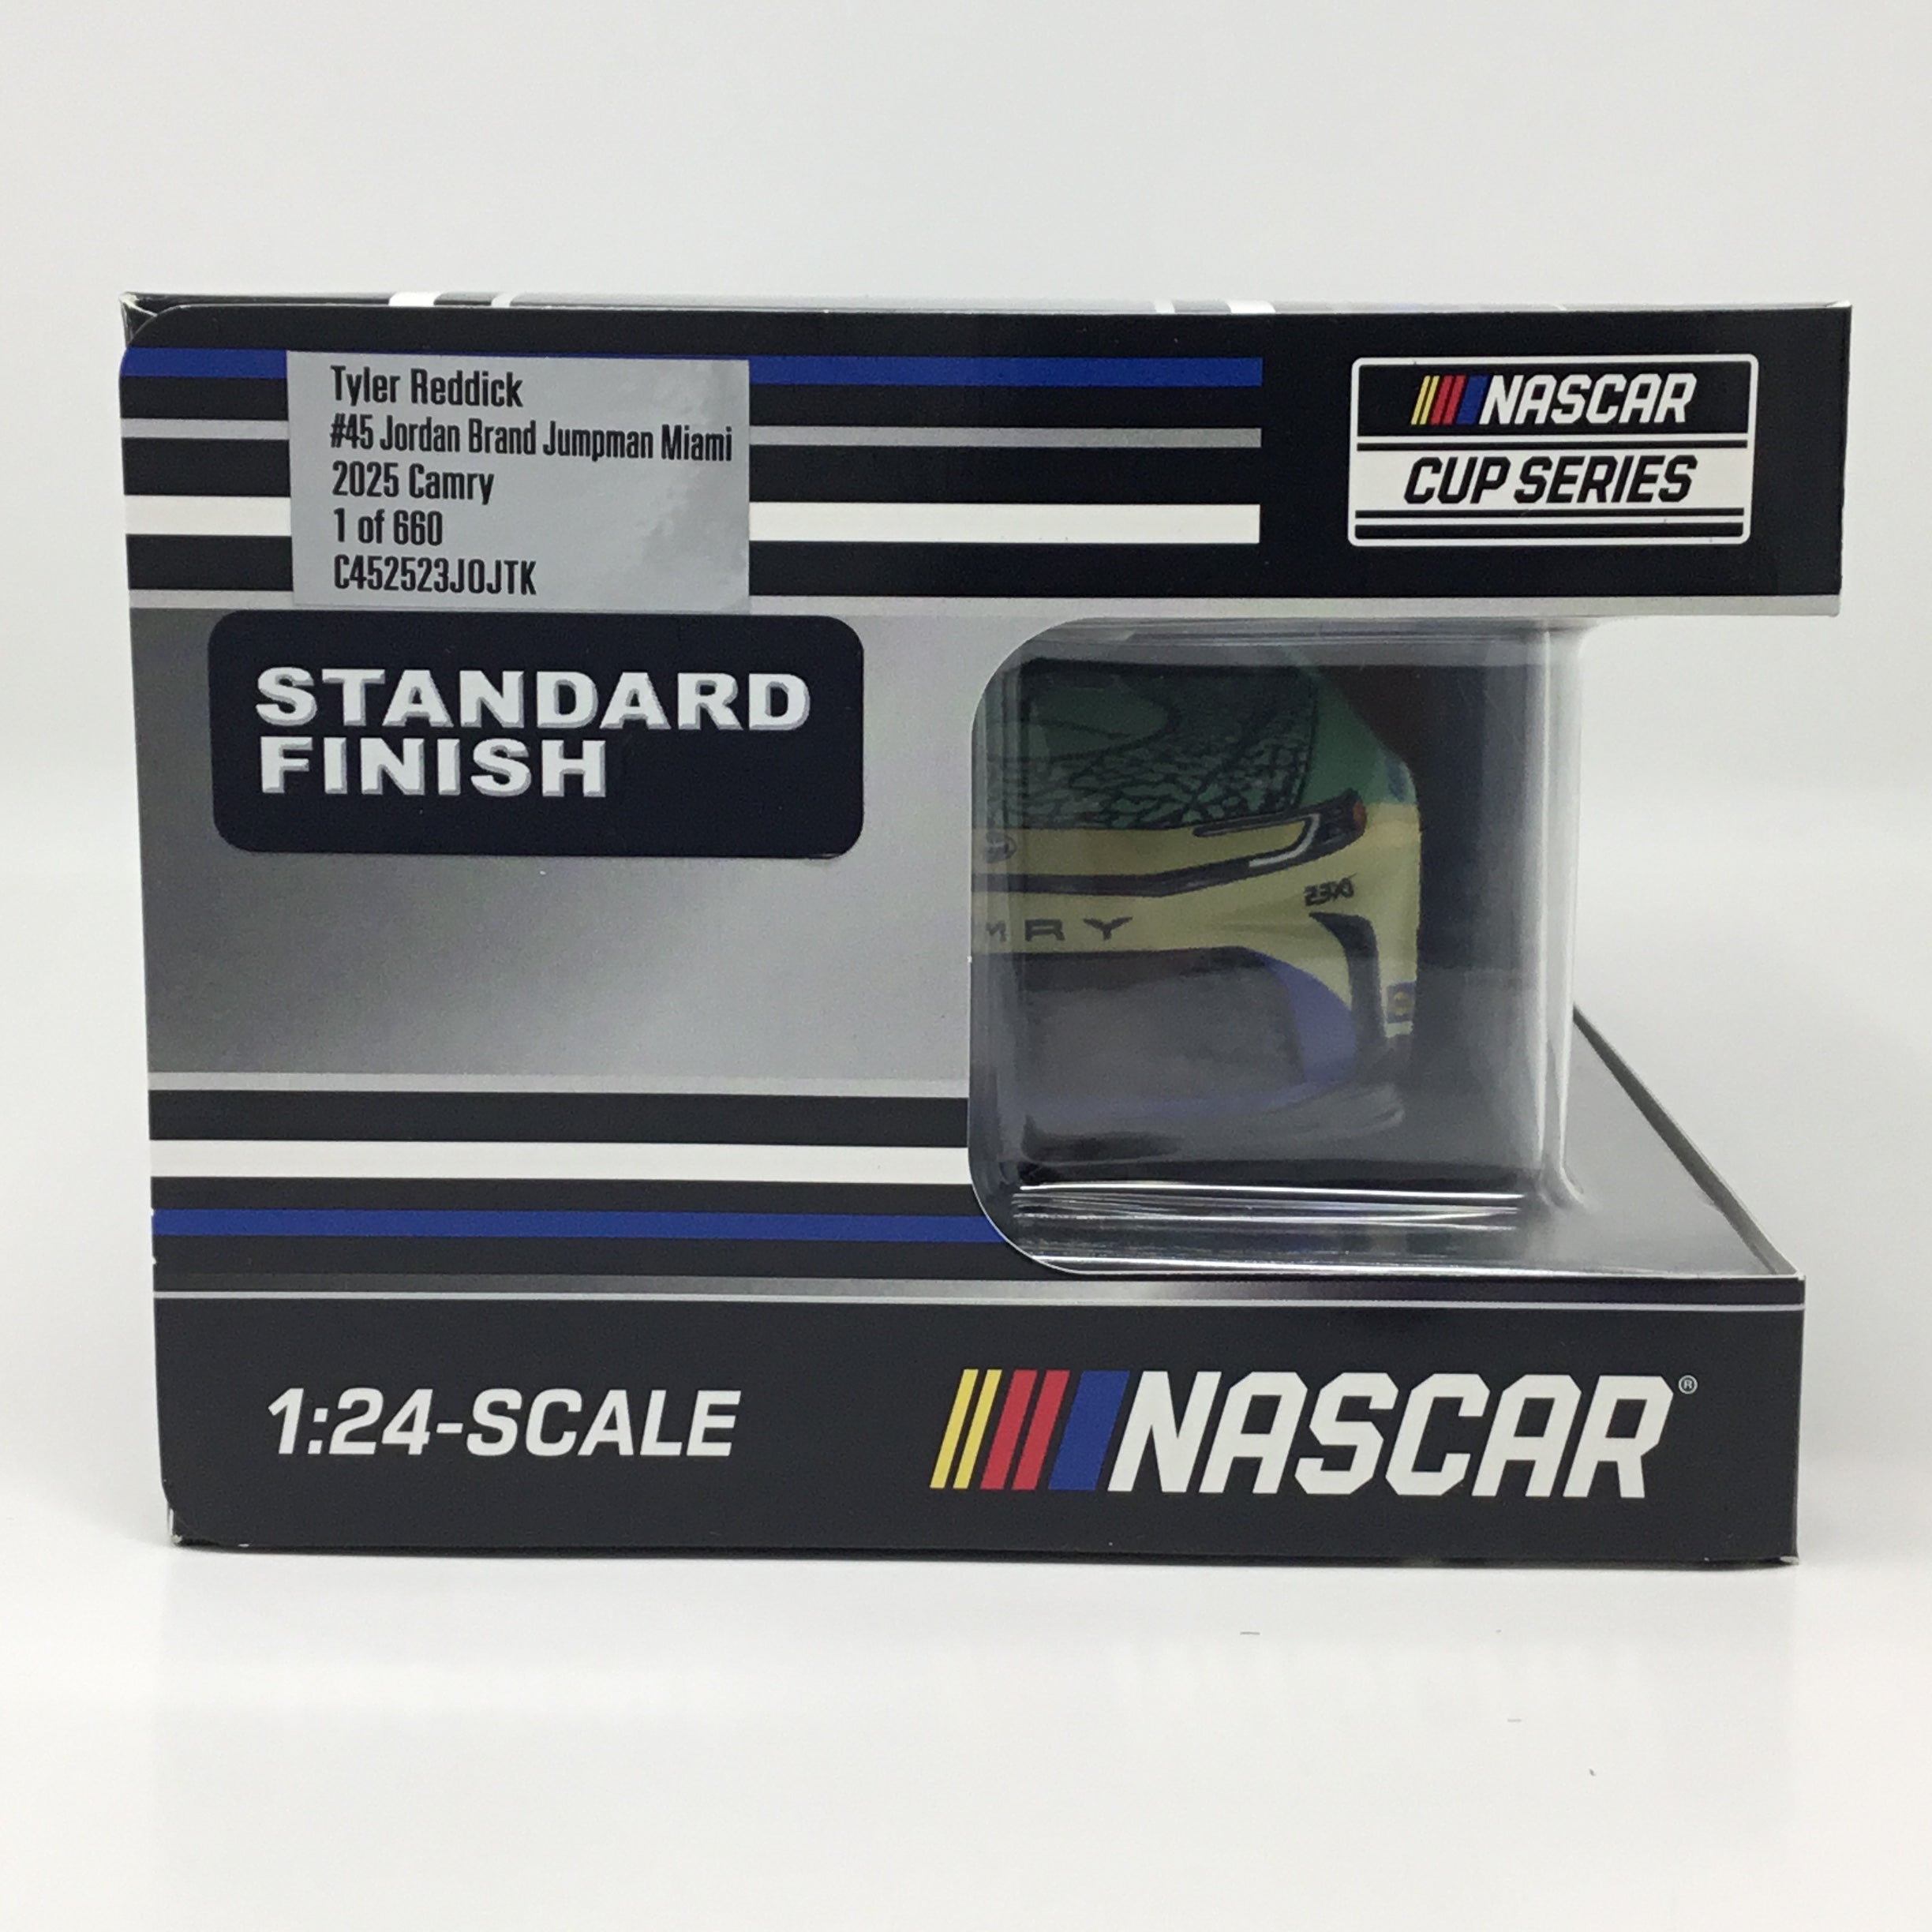 Tyler Reddick
#45 Jordan Brand Jumpman Miami
2025 Camry
1 of 660
C452523JOJTK
NASCAR
CUP SERIES
STANDARD
FINISH
MRY
1:24-SCALE
NASCAR®